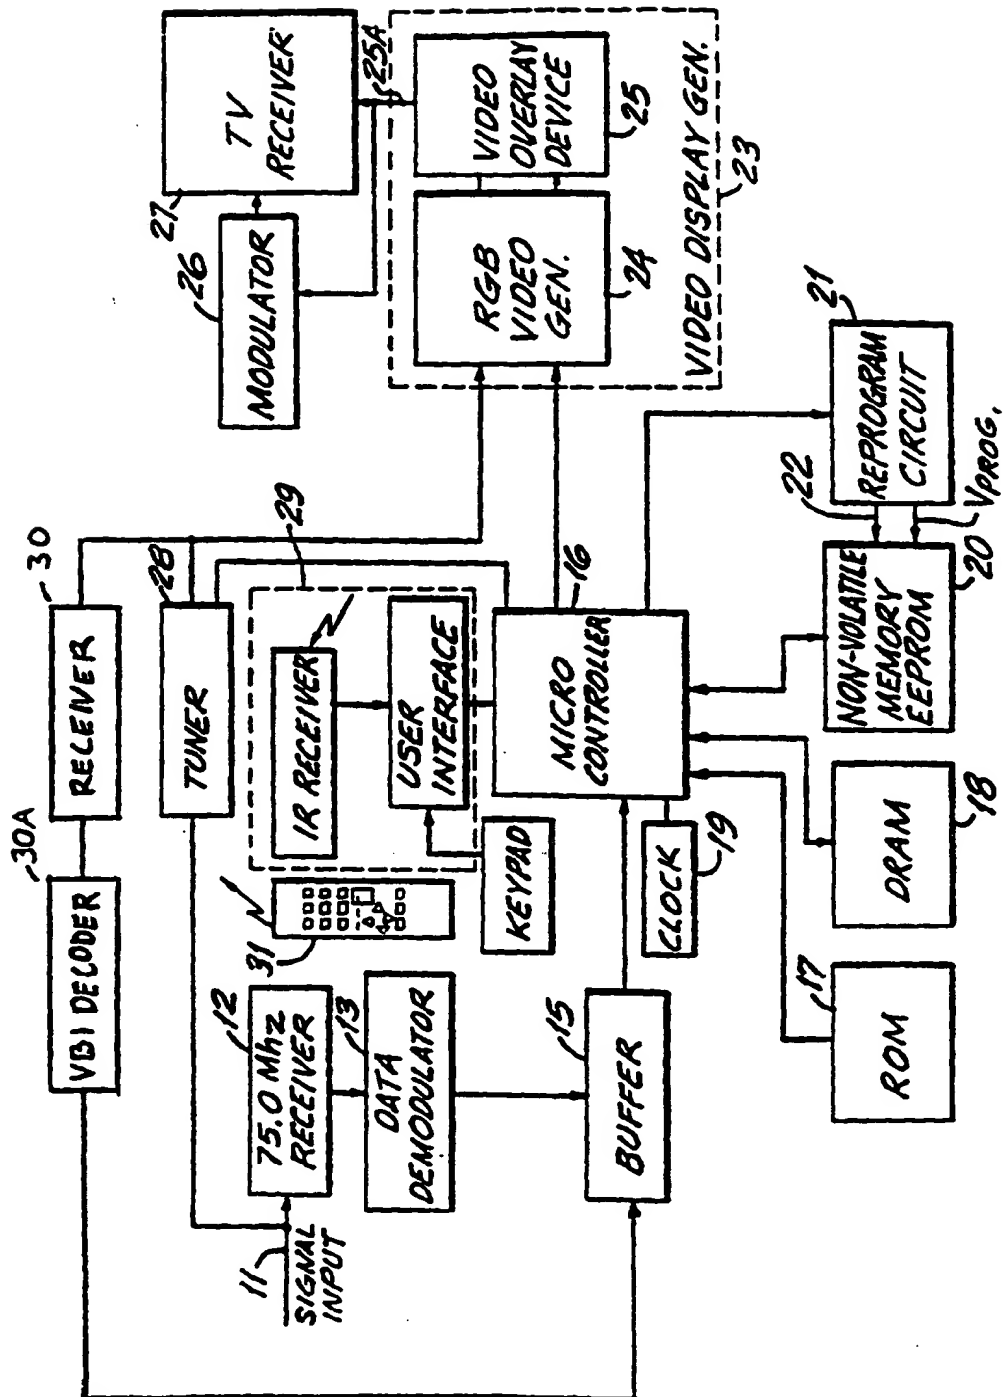 30A
VBI DECODER
30
RECEIVER
28
TUNER
11
SIGNAL
INPUT
12
75.0 Mhz
RECEIVER
13
DATA
DEMODULATOR
31
29
IR RECEIVER
USER
INTERFACE
KEYPAD
15
BUFFER
16
MICRO
CONTROLLER
CLOCK
19
17
ROM
DRAM
18
NON-VOLATILE
MEMORY
EEPROM
20
22
VPROG.
21
REPROGRAM
CIRCUIT
26
MODULATOR
27
TV
RECEIVER
25A
RGB
VIDEO
GEN.
24
VIDEO
OVERLAY
DEVICE
25
VIDEO DISPLAY GEN.
23